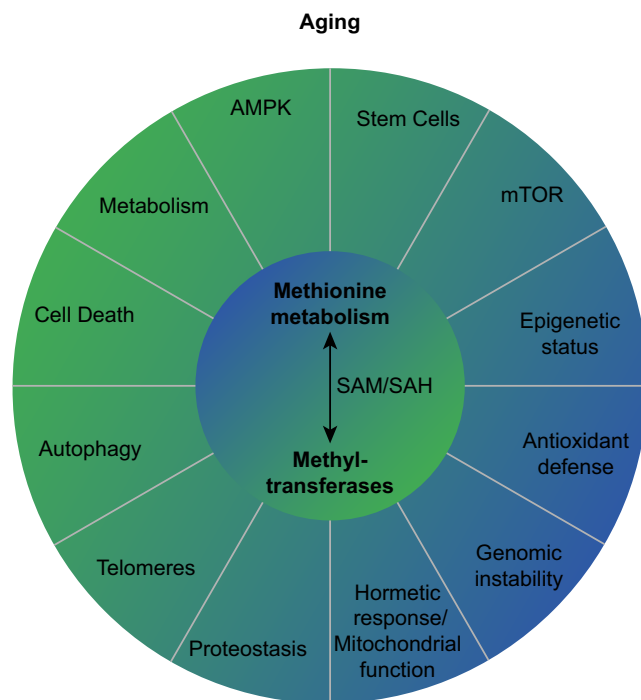 Aging
AMPK
Stem Cells
mTOR
Metabolism
Methionine
metabolism
Cell Death
Epigenetic
status
SAM/SAH
Autophagy
Antioxidant
defense
Methyl-
transferases
Telomeres
Genomic
instability
Proteostasis
Hormetic
response/
Mitochondrial
function